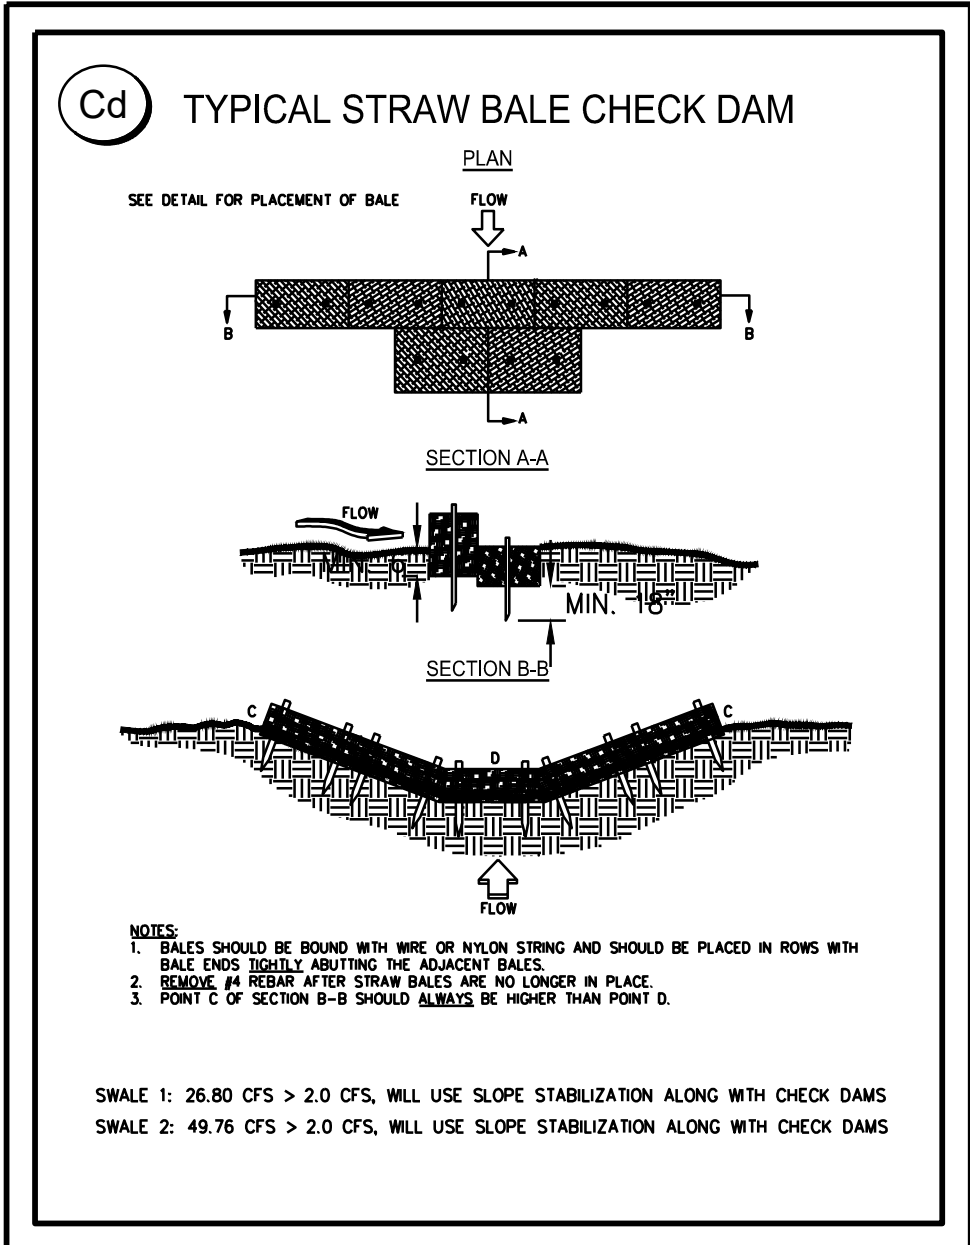 Cd
TYPICAL STRAW BALE CHECK DAM
PLAN
SEE DETAIL FOR PLACEMENT OF BALE
FLOW
A
B
B
A
SECTION A-A
FLOW
MIN. 6
MIN. 18"
SECTION B-B
C
C
D
FLOW
NOTES:
1. BALES SHOULD BE BOUND WITH WIRE OR NYLON STRING AND SHOULD BE PLACED IN ROWS WITH
BALE ENDS TIGHTLY ABUTTING THE ADJACENT BALES.
2. REMOVE #4 REBAR AFTER STRAW BALES ARE NO LONGER IN PLACE.
3. POINT C OF SECTION B-B SHOULD ALWAYS BE HIGHER THAN POINT D.
SWALE 1: 26.80 CFS > 2.0 CFS, WILL USE SLOPE STABILIZATION ALONG WITH CHECK DAMS
SWALE 2: 49.76 CFS > 2.0 CFS, WILL USE SLOPE STABILIZATION ALONG WITH CHECK DAMS